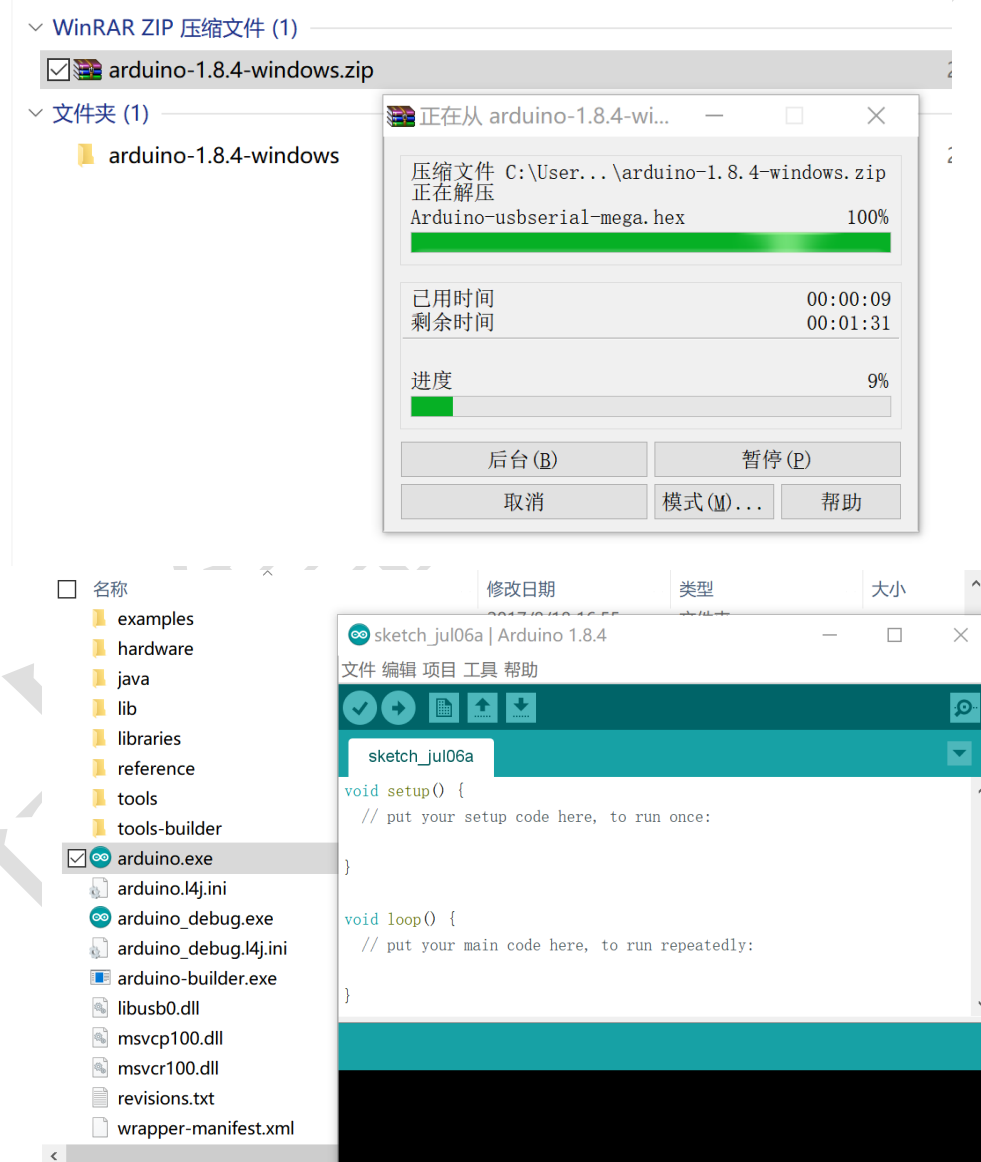 WinRAR ZIP 压缩文件 (1)
arduino-1.8.4-windows.zip
文件夹 (1)
arduino-1.8.4-windows
正在从 arduino-1.8.4-wi...
压缩文件 C:\User...\arduino-1.8.4-windows.zip
正在解压
Arduino-usbserial-mega.hex 100%
已用时间 00:00:09
剩余时间 00:01:31
进度 9%
后台(B) 暂停(P)
取消 模式(M)... 帮助
名称 修改日期 类型 大小
examples
hardware
java
lib
libraries
reference
tools
tools-builder
arduino.exe
arduino.l4j.ini
arduino_debug.exe
arduino_debug.l4j.ini
arduino-builder.exe
libusb0.dll
msvcp100.dll
msvcr100.dll
revisions.txt
wrapper-manifest.xml
sketch_jul06a | Arduino 1.8.4
文件 编辑 项目 工具 帮助
sketch_jul06a
void setup() {
// put your setup code here, to run once:
}
void loop() {
// put your main code here, to run repeatedly:
}